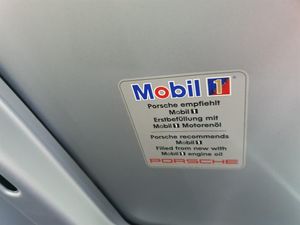 Mobil 1
Porsche empfiehlt
Mobil 1
Erstbefüllung mit
Mobil 1 Motorenöl
Porsche recommends
Mobil 1
Filled from new with
Mobil 1 engine oil
PORSCHE